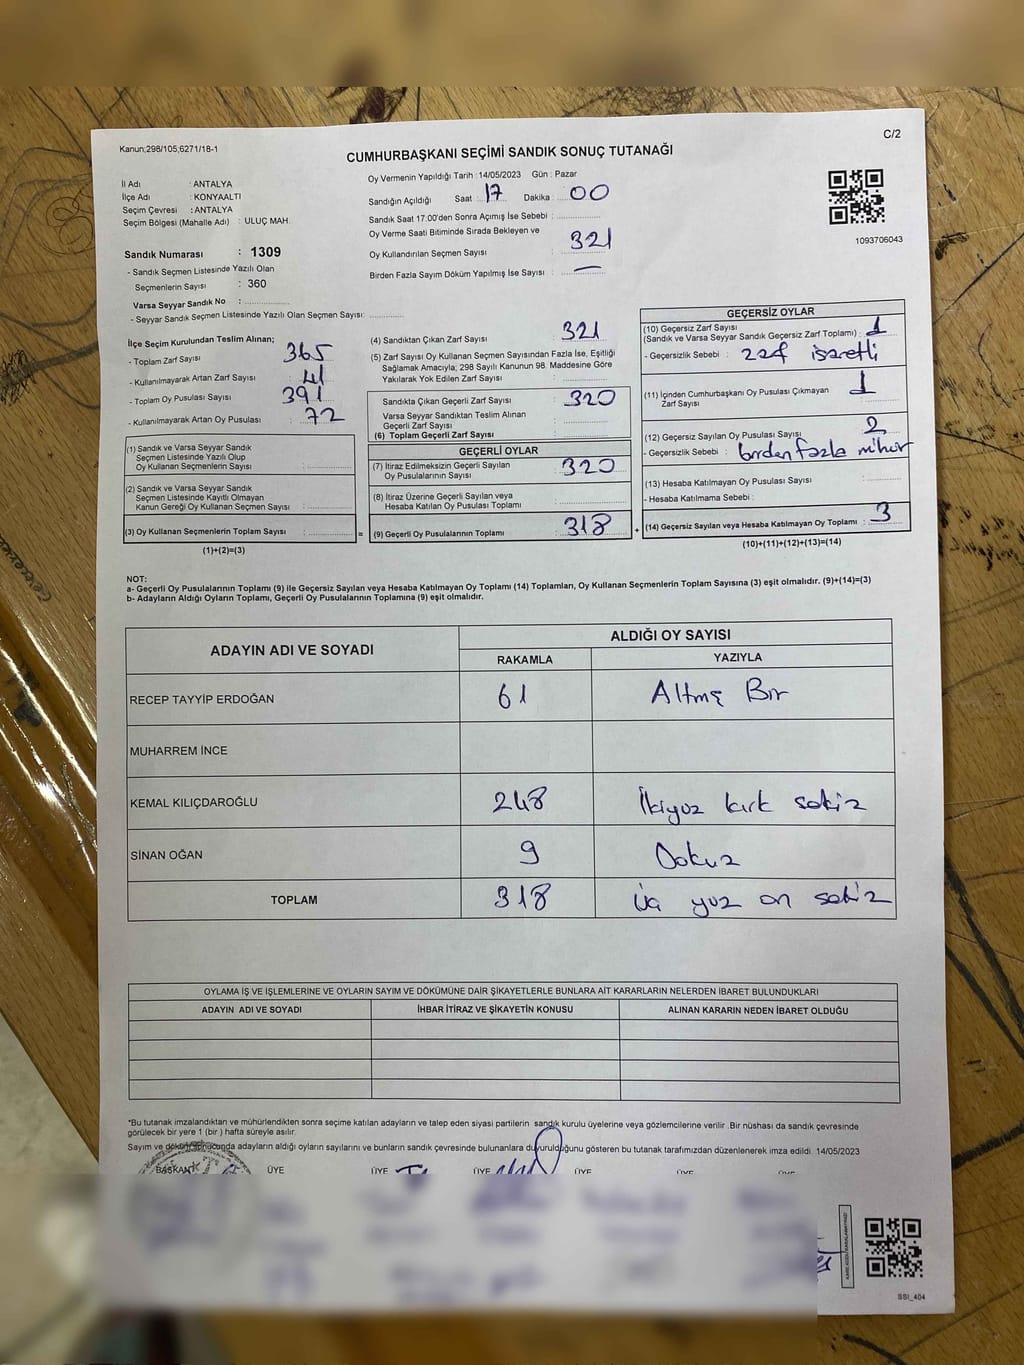 Kanun;298/105;6271/18-1
C/2
CUMHURBAŞKANI SEÇİMİ SANDIK SONUÇ TUTANAĞI
İl Adı : ANTALYA
İlçe Adı : KONYAALTI
Seçim Çevresi : ANTALYA
Seçim Bölgesi (Mahalle Adı) : ULUÇ MAH.
Sandık Numarası : 1309
- Sandık Seçmen Listesinde Yazılı Olan
Seçmenlerin Sayısı : 360
Varsa Seyyar Sandık No :
- Seyyar Sandık Seçmen Listesinde Yazılı Olan Seçmen Sayısı:
Oy Vermenin Yapıldığı Tarih : 14/05/2023 Gün : Pazar
Sandığın Açıldığı Saat : 17 Dakika : 00
Sandık Saat 17.00'den Sonra Açımış İse Sebebi :
Oy Verme Saati Bitiminde Sırada Bekleyen ve
Oy Kullandırılan Seçmen Sayısı : 321
Birden Fazla Sayım Döküm Yapılmış İse Sayısı : —
1093706043
İlçe Seçim Kurulundan Teslim Alınan;
- Toplam Zarf Sayısı : 365
- Kullanılmayarak Artan Zarf Sayısı : 41
- Toplam Oy Pusulası Sayısı : 391
- Kullanılmayarak Artan Oy Pusulası : 72
(1) Sandık ve Varsa Seyyar Sandık
Seçmen Listesinde Yazılı Olup
Oy Kullanan Seçmenlerin Sayısı :
(2) Sandık ve Varsa Seyyar Sandık
Seçmen Listesinde Kayıtlı Olmayan
Kanun Gereği Oy Kullanan Seçmen Sayısı :
(3) Oy Kullanan Seçmenlerin Toplam Sayısı :
(1)+(2)=(3)
=
(4) Sandıktan Çıkan Zarf Sayısı : 321
(5) Zarf Sayısı Oy Kullanan Seçmen Sayısından Fazla İse, Eşitliği
Sağlamak Amacıyla; 298 Sayılı Kanunun 98. Maddesine Göre
Yakılarak Yok Edilen Zarf Sayısı :
Sandıkta Çıkan Geçerli Zarf Sayısı : 320
Varsa Seyyar Sandıktan Teslim Alınan
Geçerli Zarf Sayısı :
(6) Toplam Geçerli Zarf Sayısı :
GEÇERLİ OYLAR
(7) İtiraz Edilmeksizin Geçerli Sayılan
Oy Pusulalarının Sayısı : 320
(8) İtiraz Üzerine Geçerli Sayılan veya
Hesaba Katılan Oy Pusulası Toplamı :
(9) Geçerli Oy Pusulalarının Toplamı : 318
+
GEÇERSİZ OYLAR
(10) Geçersiz Zarf Sayısı
(Sandık ve Varsa Seyyar Sandık Geçersiz Zarf Toplamı) : 1
- Geçersizlik Sebebi : zarf işaretli
(11) İçinden Cumhurbaşkanı Oy Pusulası Çıkmayan
Zarf Sayısı : 1
(12) Geçersiz Sayılan Oy Pusulası Sayısı : 2
- Geçersizlik Sebebi : birden fazla mühür
(13) Hesaba Katılmayan Oy Pusulası Sayısı :
- Hesaba Katılmama Sebebi :
(14) Geçersiz Sayılan veya Hesaba Katılmayan Oy Toplamı : 3
(10)+(11)+(12)+(13)=(14)
NOT:
a- Geçerli Oy Pusulalarının Toplamı (9) ile Geçersiz Sayılan veya Hesaba Katılmayan Oy Toplamı (14) Toplamları, Oy Kullanan Seçmenlerin Toplam Sayısına (3) eşit olmalıdır. (9)+(14)=(3)
b- Adayların Aldığı Oyların Toplamı, Geçerli Oy Pusulalarının Toplamına (9) eşit olmalıdır.
ADAYIN ADI VE SOYADI
ALDIĞI OY SAYISI
RAKAMLA YAZIYLA
RECEP TAYYİP ERDOĞAN 61 Altmış Bir
MUHARREM İNCE
KEMAL KILIÇDAROĞLU 248 İkiyüz kırk sekiz
SİNAN OĞAN 9 Dokuz
TOPLAM 318 üç yüz on sekiz
OYLAMA İŞ VE İŞLEMLERİNE VE OYLARIN SAYIM VE DÖKÜMÜNE DAİR ŞİKAYETLERLE BUNLARA AİT KARARLARIN NELERDEN İBARET BULUNDUKLARI
ADAYIN ADI VE SOYADI İHBAR İTİRAZ VE ŞİKAYETİN KONUSU ALINAN KARARIN NEDEN İBARET OLDUĞU
*Bu tutanak imzalandıktan ve mühürlendikten sonra seçime katılan adayların ve talep eden siyasi partilerin sandık kurulu üyelerine veya gözlemcilerine verilir .Bir nüshası da sandık çevresinde
görülecek bir yere 1 (bir ) hafta süreyle asılır.
Sayım ve döküm sonucunda adayların aldığı oyların sayılarını ve bunların sandık çevresinde bulunanlara duyurulduğunu gösteren bu tutanak tarafımızdan düzenlenerek imza edildi. 14/05/2023
BAŞKAN ÜYE ÜYE ÜYE ÜYE ÜYE ÜYE
SSI_404